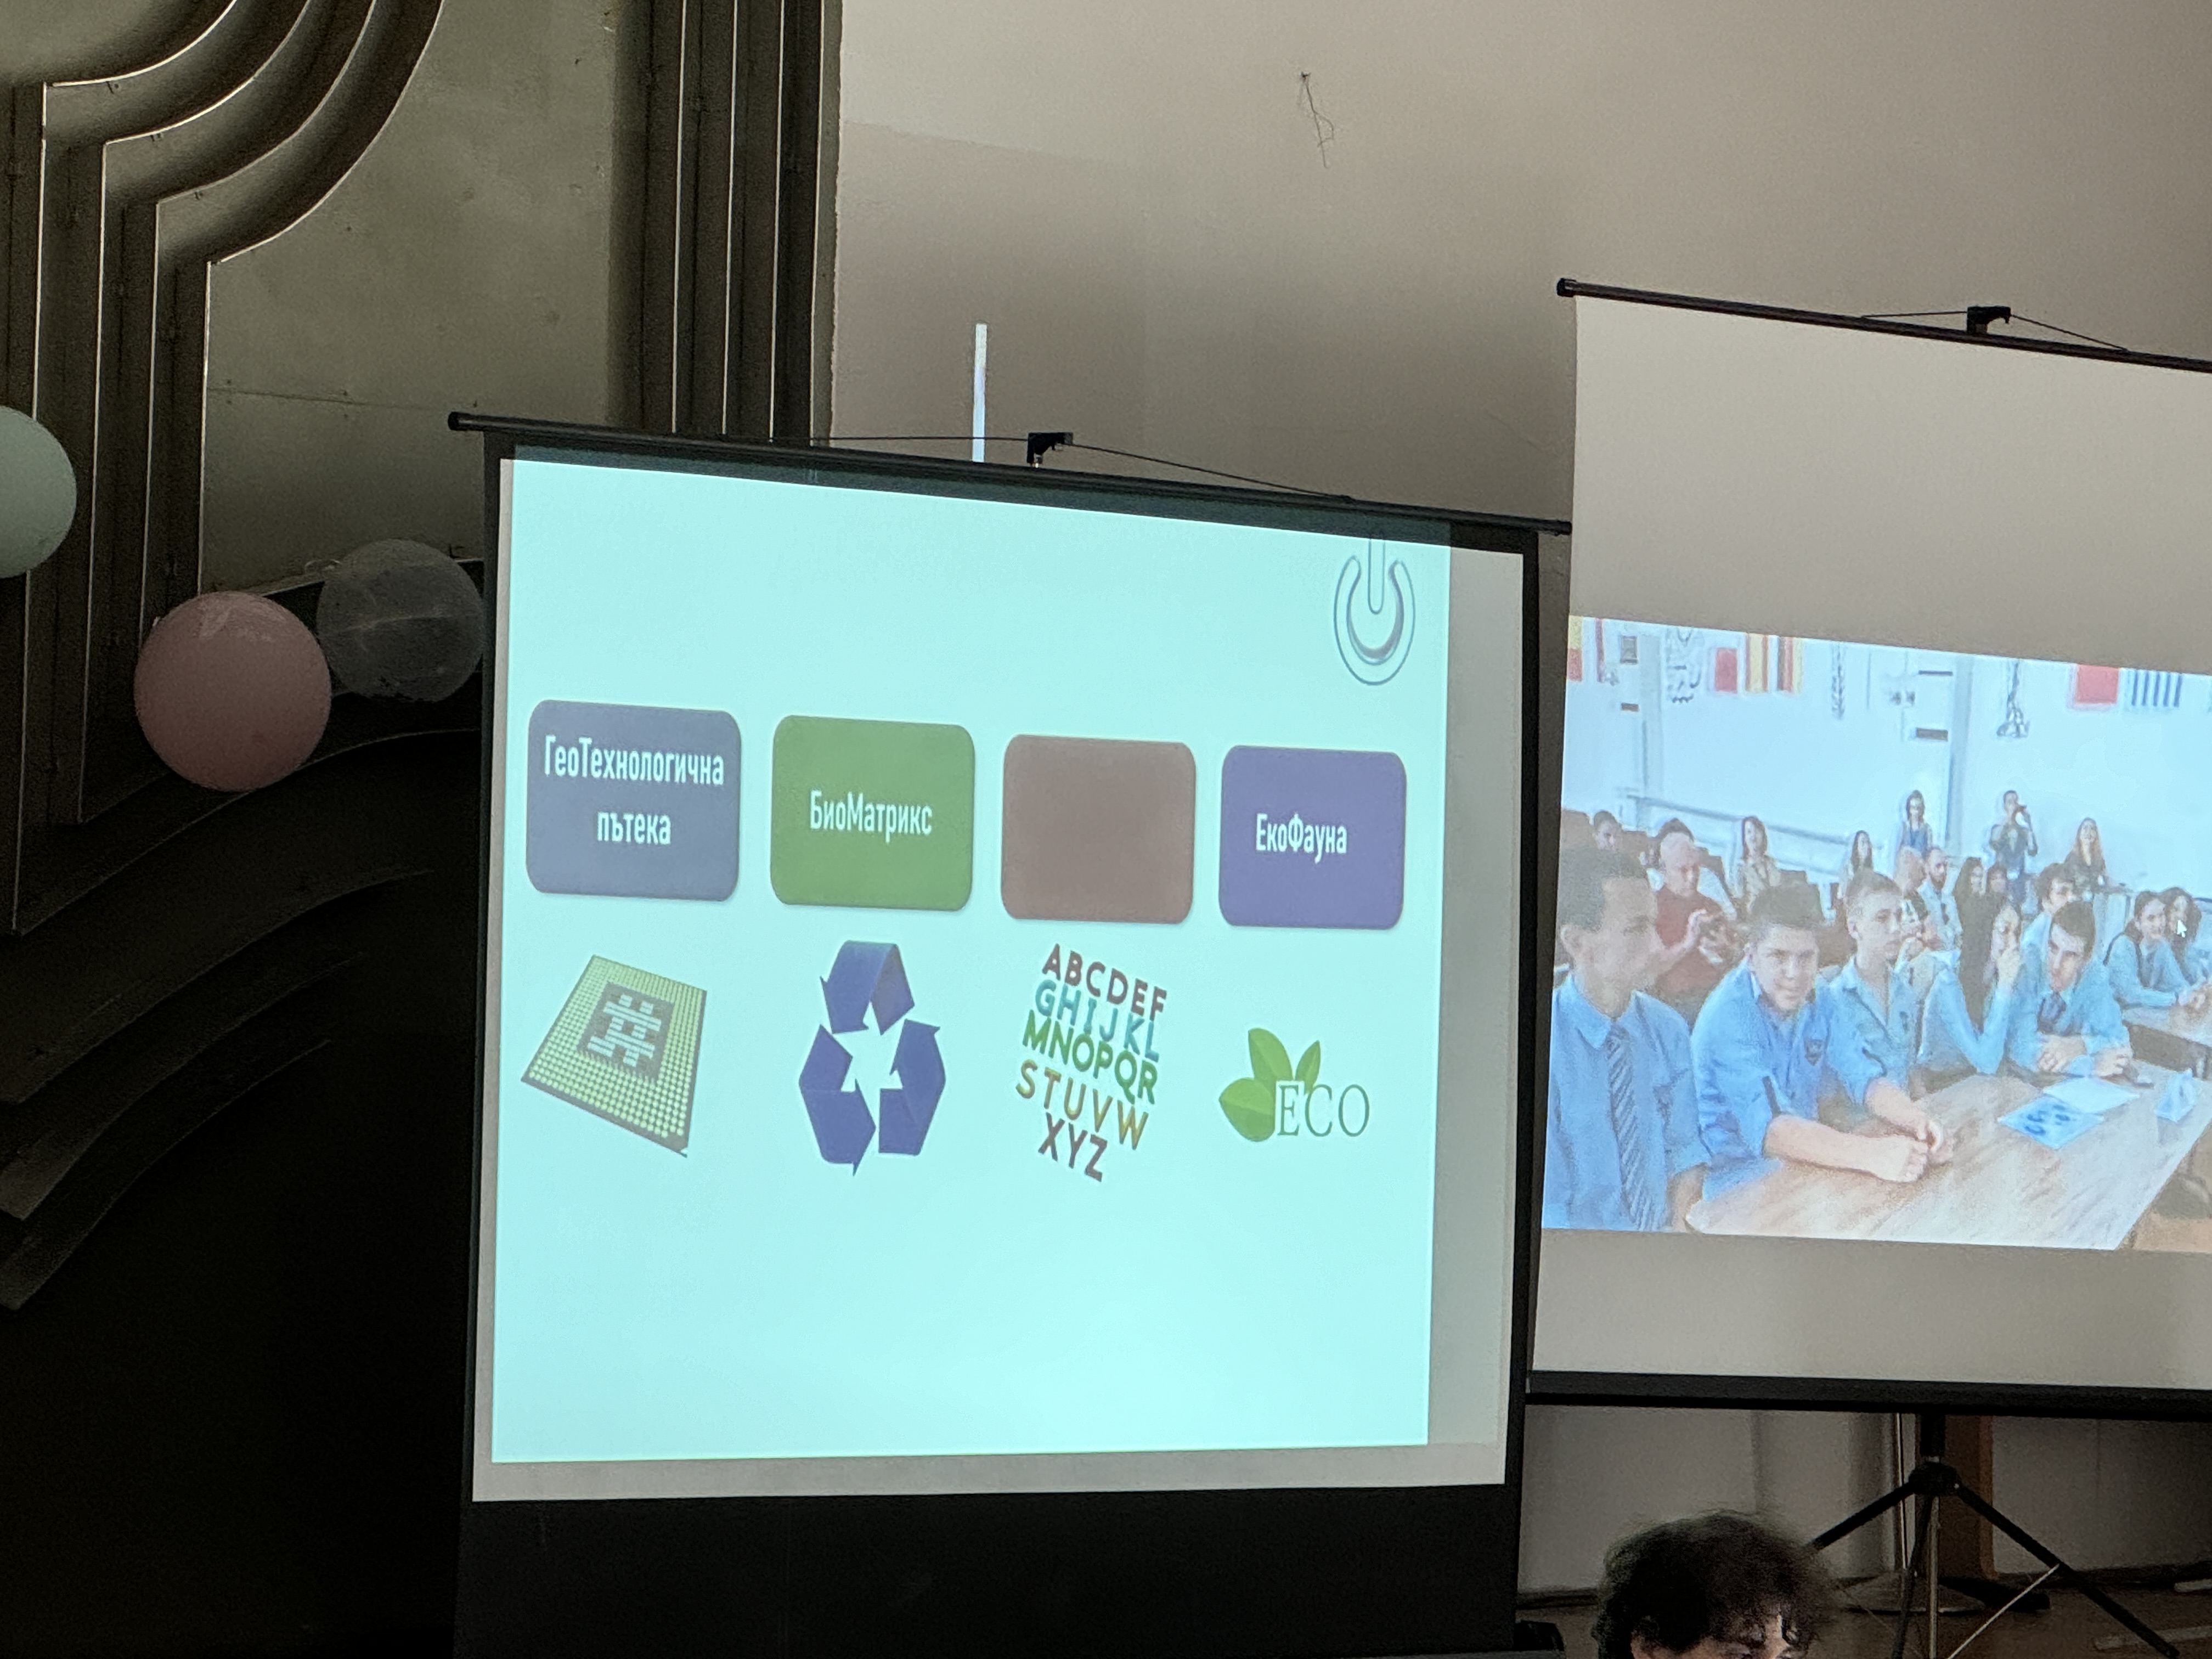 ГеоТехнологична
пътека
БиоМатрикс
ЕкоФауна
ABCDEF
GHIJKL
MNOPQR
STUVW
XYZ
ECO